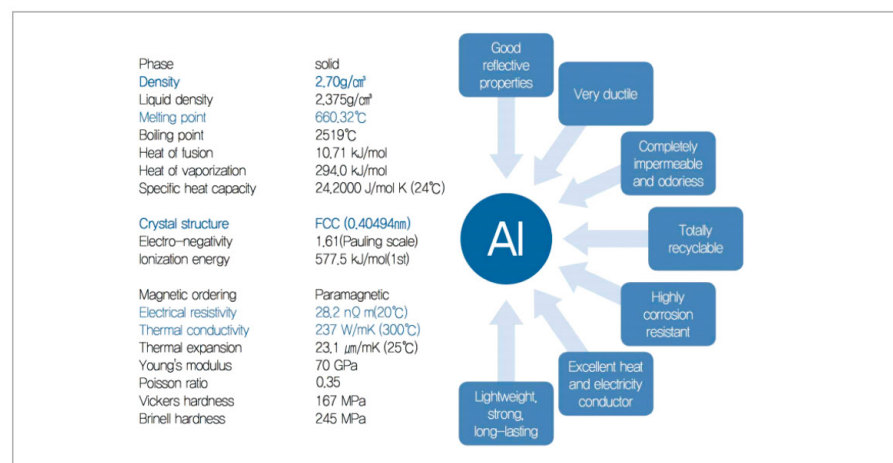 Phase solid
Density 2.70g/㎤
Liquid density 2.375g/㎤
Melting point 660.32℃
Boiling point 2519℃
Heat of fusion 10.71 kJ/mol
Heat of vaporization 294.0 kJ/mol
Specific heat capacity 24.2000 J/mol K (24℃)
Crystal structure FCC (0.40494㎚)
Electro-negativity 1.61(Pauling scale)
Ionization energy 577.5 kJ/mol(1st)
Magnetic ordering Paramagnetic
Electrical resistivity 28.2 nΩ m(20℃)
Thermal conductivity 237 W/mK (300℃)
Thermal expansion 23.1 ㎛/mK (25℃)
Young's modulus 70 GPa
Poisson ratio 0.35
Vickers hardness 167 MPa
Brinell hardness 245 MPa
Good
reflective
properties
Very ductile
Completely
impermeable
and odoriess
Al
Totally
recyclable
Highly
corrosion
resistant
Excellent heat
and electricity
conductor
Lightweight,
strong,
long-lasting